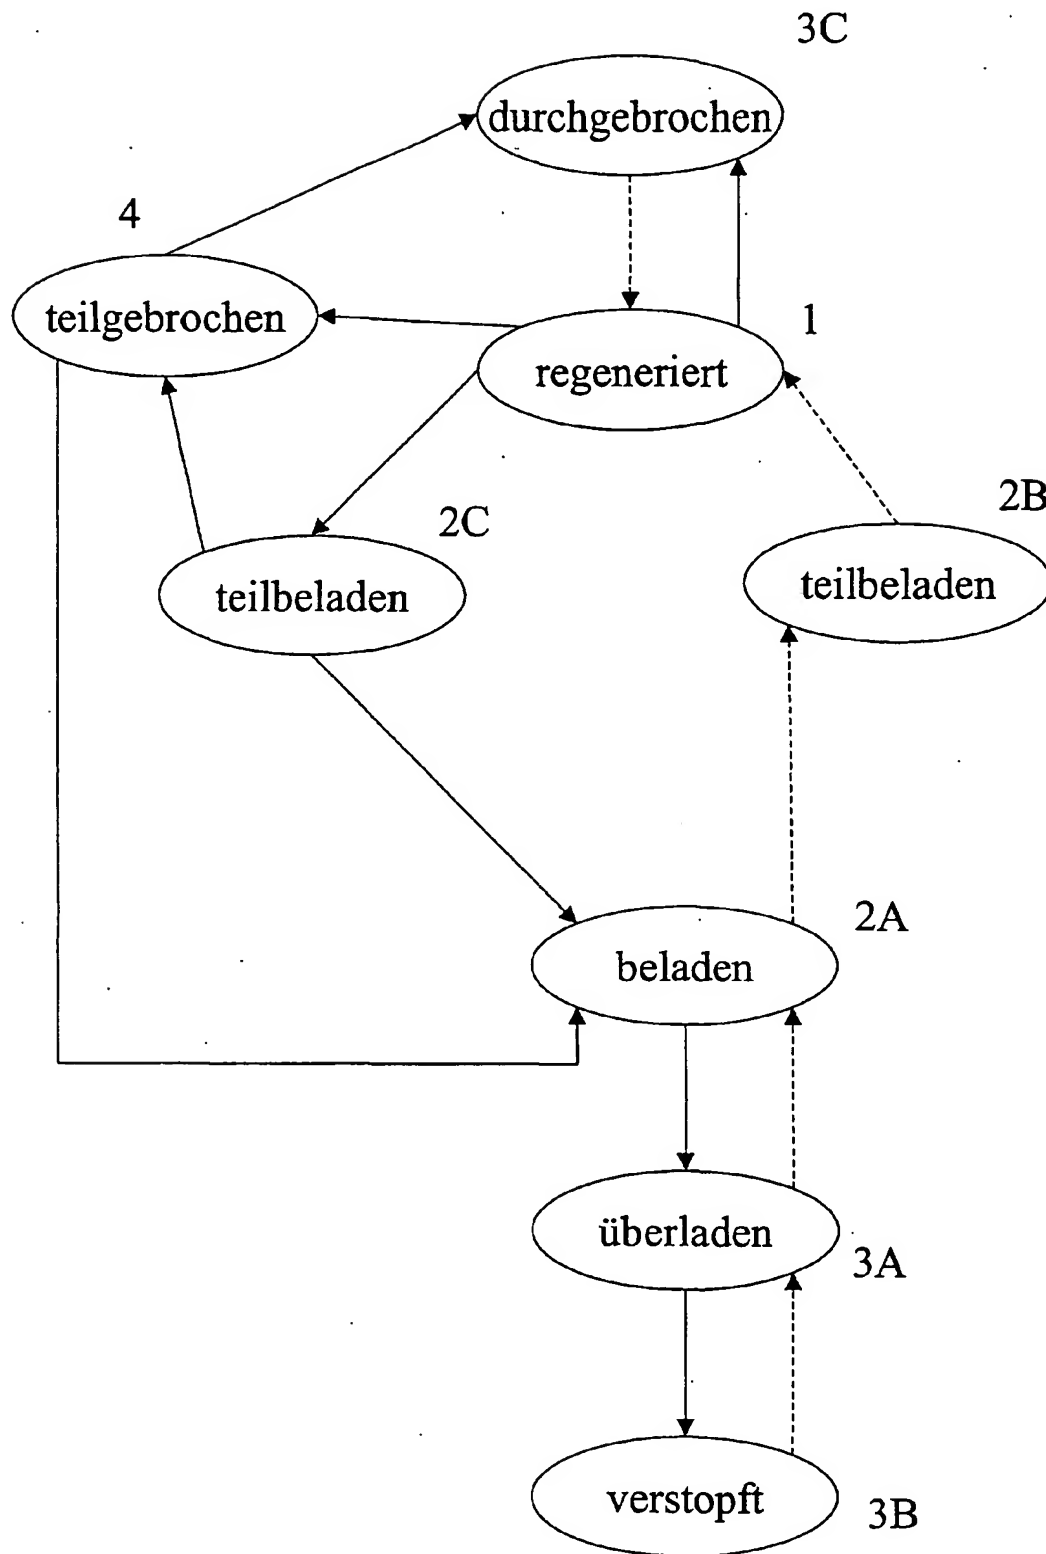 3C
durchgebrochen
4
teilgebrochen
1
regeneriert
2C
teilbeladen
2B
teilbeladen
2A
beladen
überladen
3A
verstopft
3B